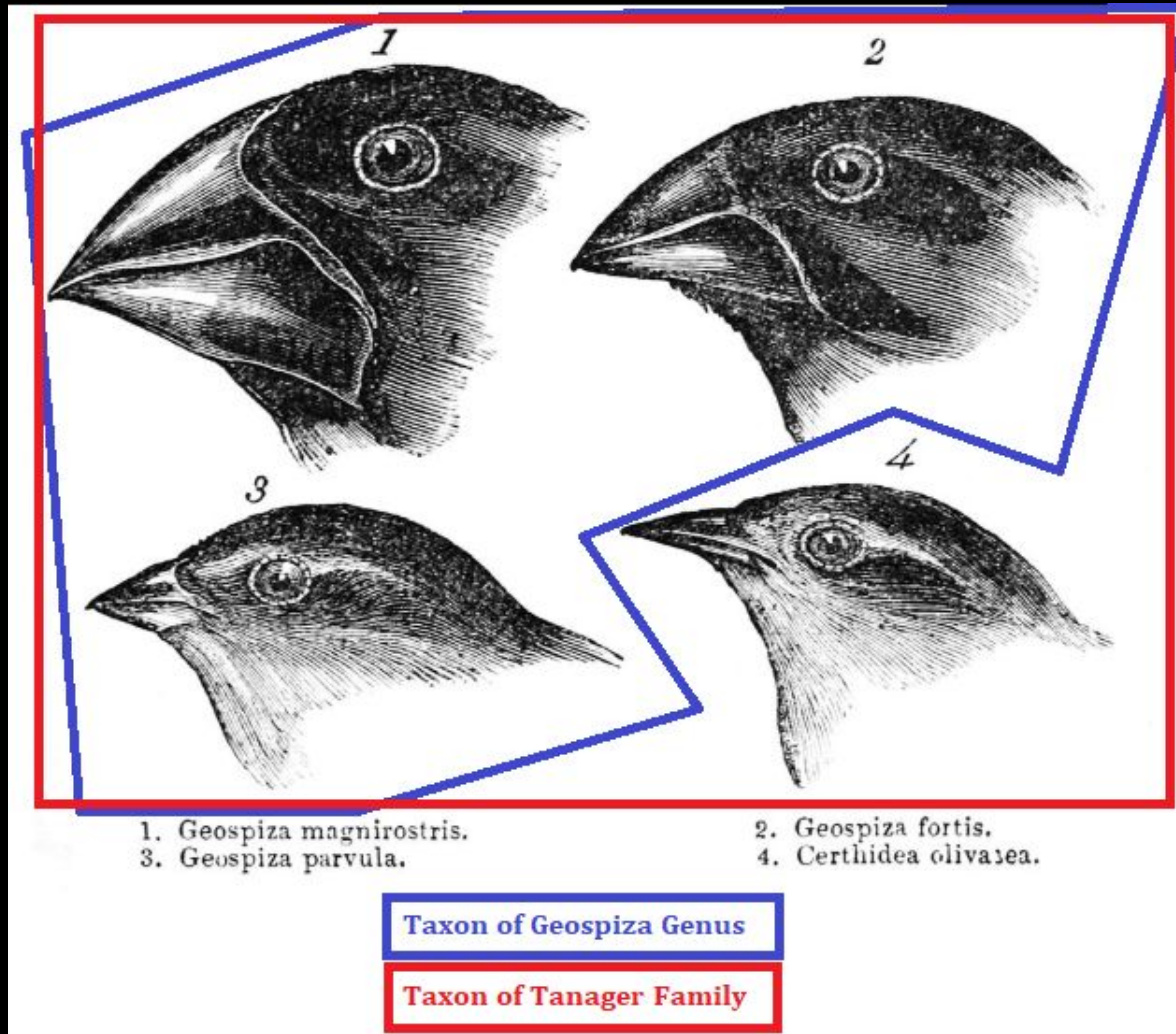 1
2
3
4
1. Geospiza magnirostris.
2. Geospiza fortis.
3. Geospiza parvula.
4. Certhidea olivasea.
Taxon of Geospiza Genus
Taxon of Tanager Family